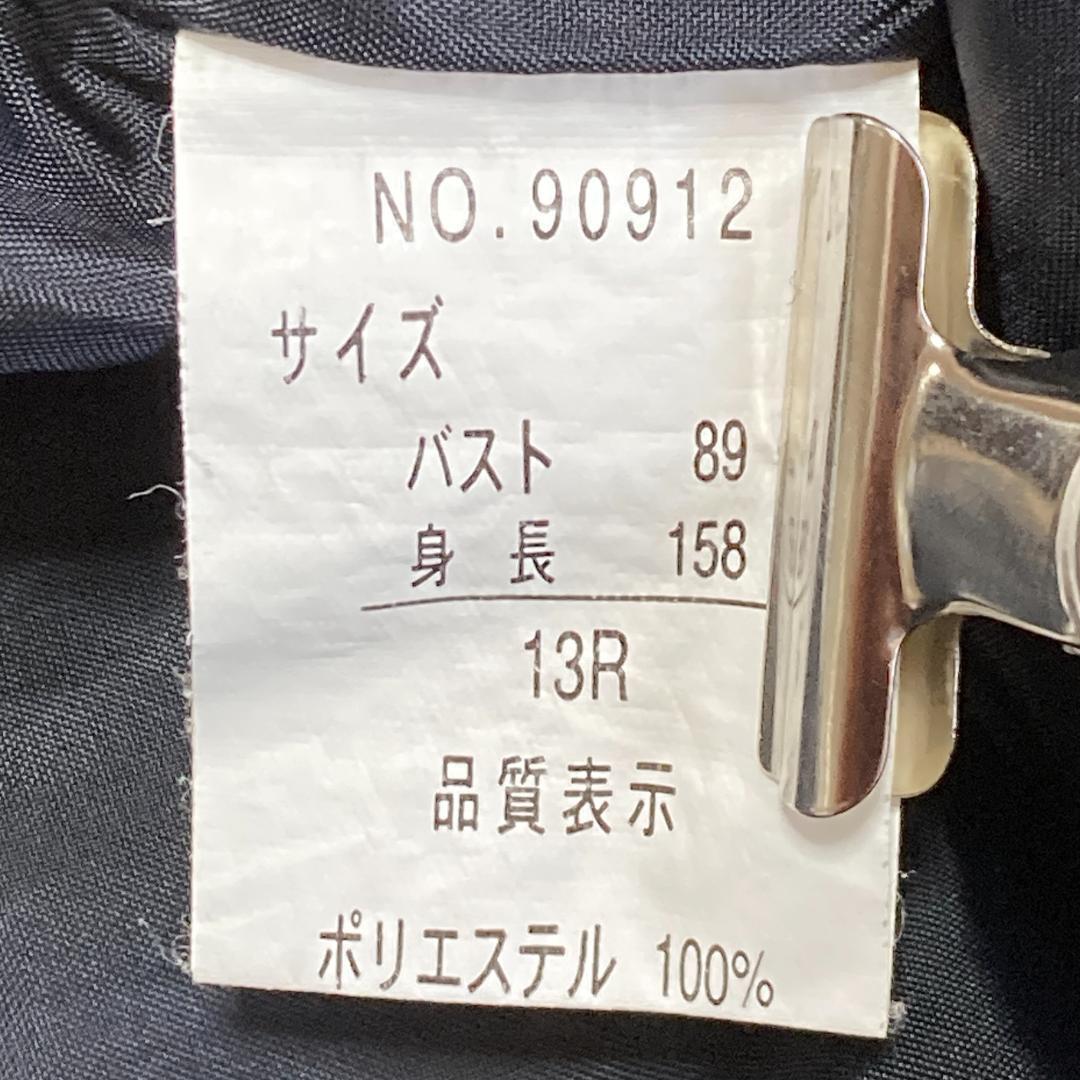 NO.90912
サイズ
バスト 89
身 長 158
13R
品質表示
ポリエステル 100%